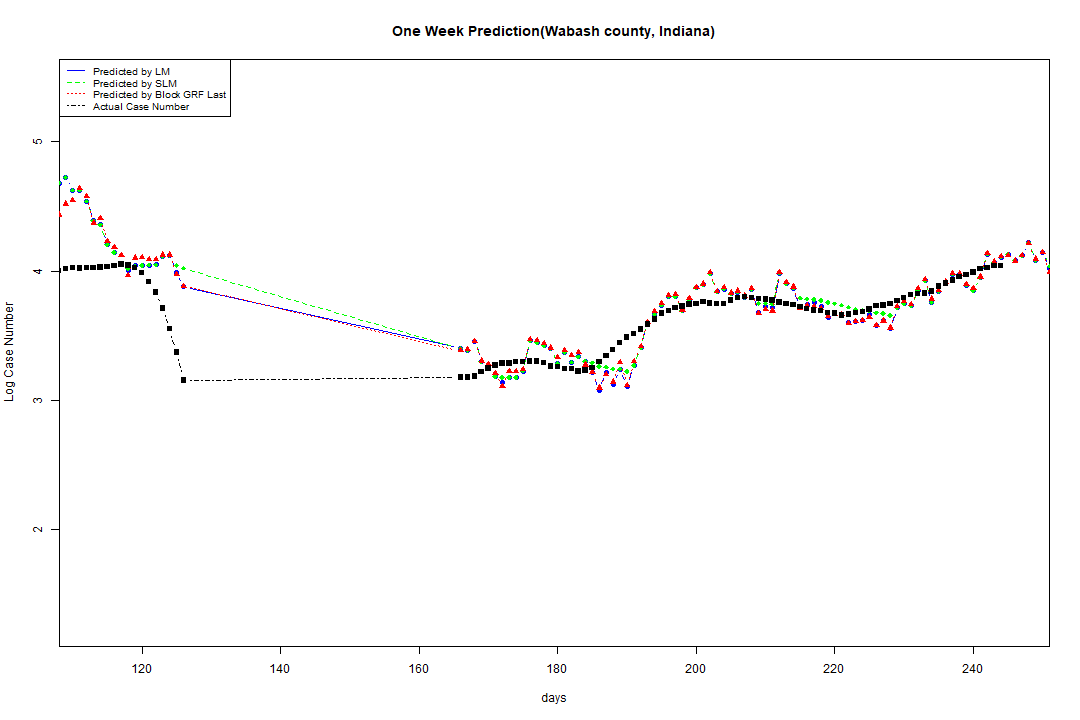 One Week Prediction(Wabash county, Indiana)
Predicted by LM
Predicted by SLM
Predicted by Block GRF Last
Actual Case Number
5
4
3
2
Log Case Number
120 140 160 180 200 220 240
days